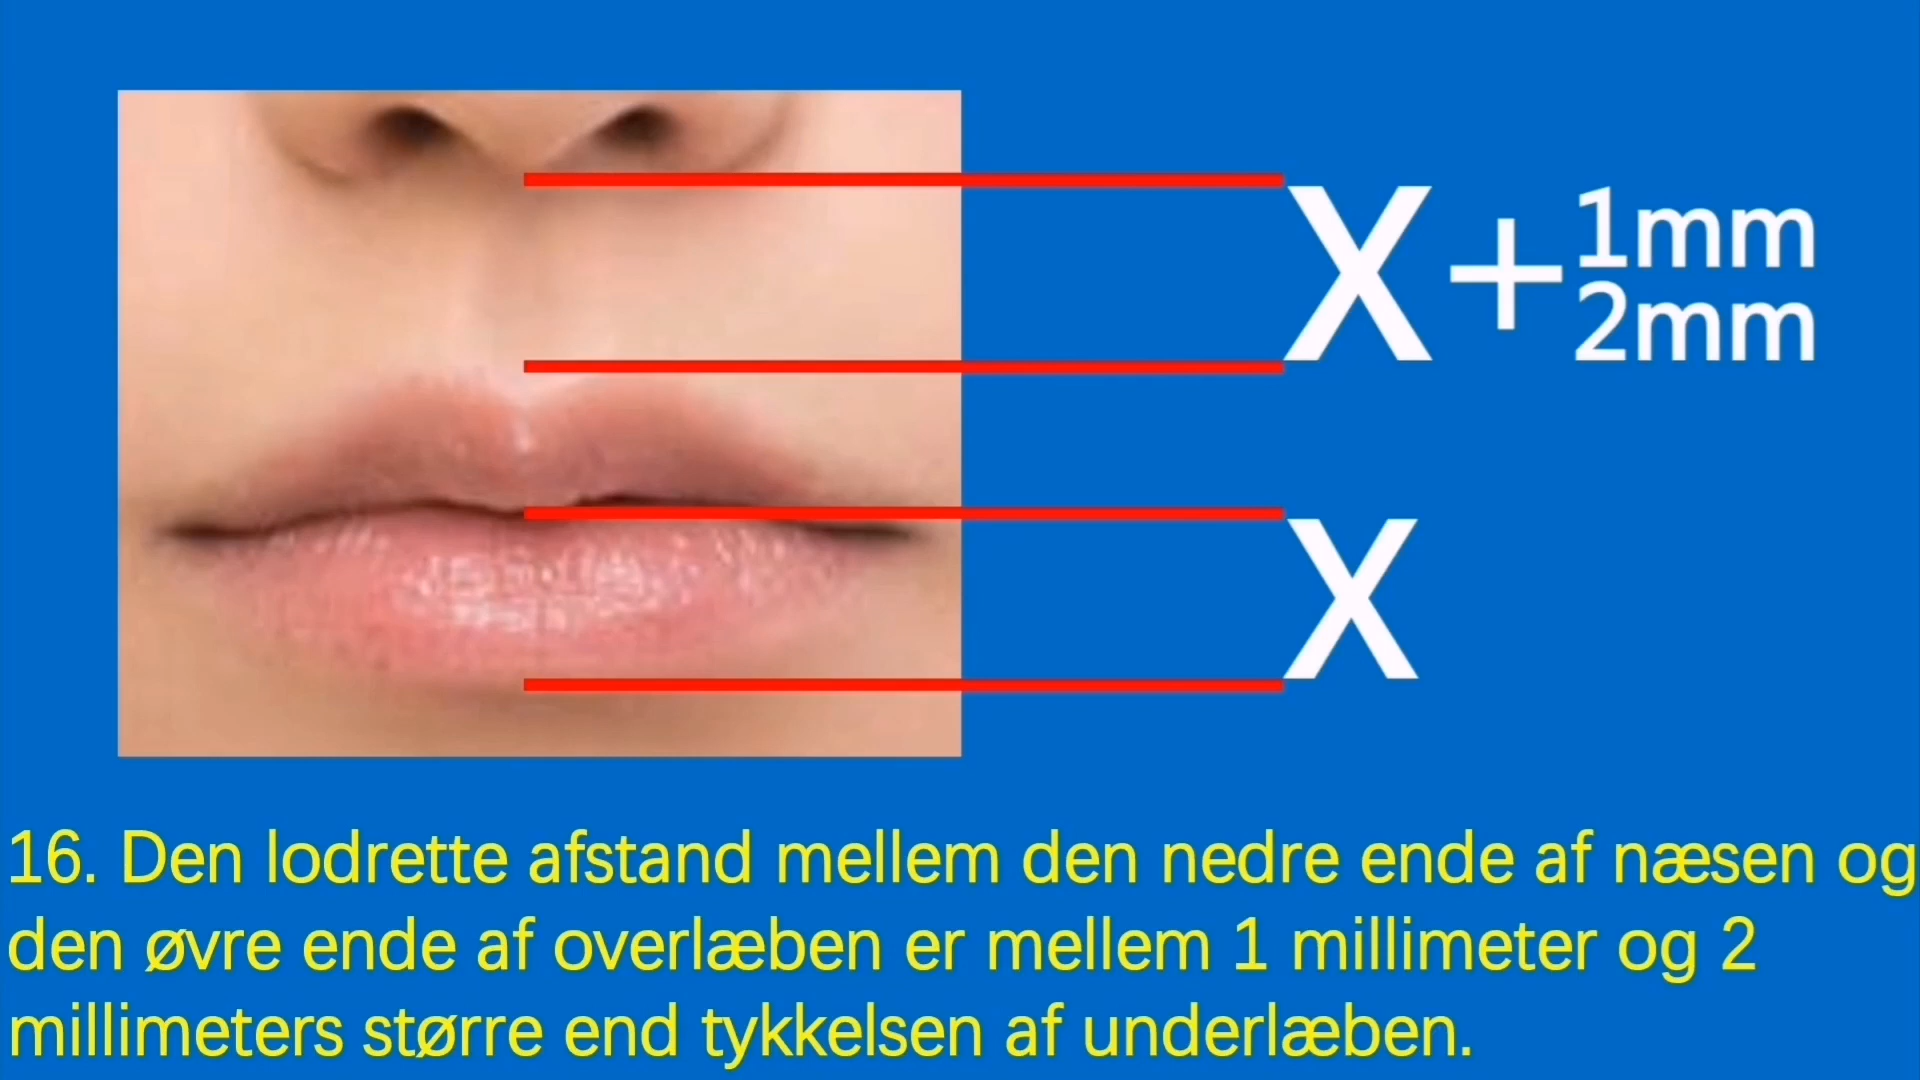 X+1mm
2mm
X
16. Den lodrette afstand mellem den nedre ende af næsen og
den øvre ende af overlæben er mellem 1 millimeter og 2
millimeters større end tykkelsen af underlæben.